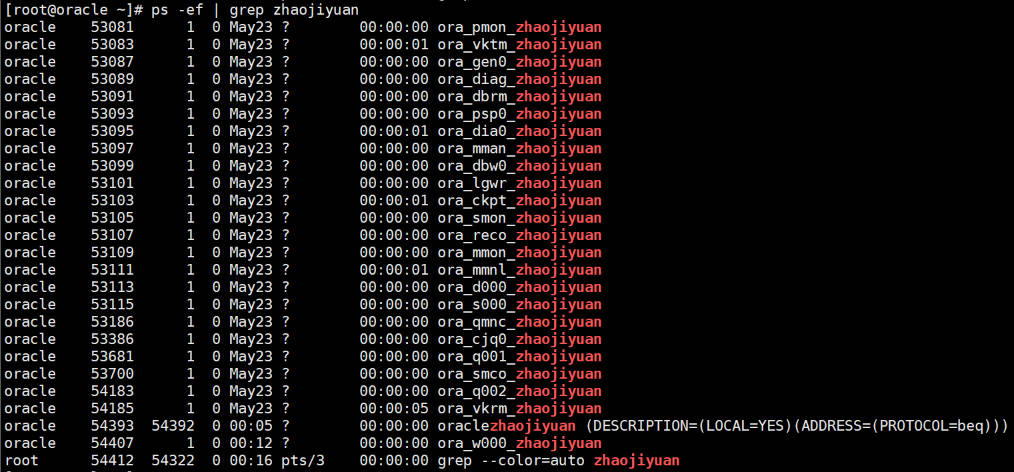 [root@oracle ~]# ps -ef | grep zhaojiyuan
oracle    53081      1  0 May23 ?        00:00:00 ora_pmon_zhaojiyuan
oracle    53083      1  0 May23 ?        00:00:01 ora_vktm_zhaojiyuan
oracle    53087      1  0 May23 ?        00:00:00 ora_gen0_zhaojiyuan
oracle    53089      1  0 May23 ?        00:00:00 ora_diag_zhaojiyuan
oracle    53091      1  0 May23 ?        00:00:00 ora_dbrm_zhaojiyuan
oracle    53093      1  0 May23 ?        00:00:00 ora_psp0_zhaojiyuan
oracle    53095      1  0 May23 ?        00:00:01 ora_dia0_zhaojiyuan
oracle    53097      1  0 May23 ?        00:00:00 ora_mman_zhaojiyuan
oracle    53099      1  0 May23 ?        00:00:00 ora_dbw0_zhaojiyuan
oracle    53101      1  0 May23 ?        00:00:00 ora_lgwr_zhaojiyuan
oracle    53103      1  0 May23 ?        00:00:01 ora_ckpt_zhaojiyuan
oracle    53105      1  0 May23 ?        00:00:00 ora_smon_zhaojiyuan
oracle    53107      1  0 May23 ?        00:00:00 ora_reco_zhaojiyuan
oracle    53109      1  0 May23 ?        00:00:00 ora_mmon_zhaojiyuan
oracle    53111      1  0 May23 ?        00:00:01 ora_mmnl_zhaojiyuan
oracle    53113      1  0 May23 ?        00:00:00 ora_d000_zhaojiyuan
oracle    53115      1  0 May23 ?        00:00:00 ora_s000_zhaojiyuan
oracle    53186      1  0 May23 ?        00:00:00 ora_qmnc_zhaojiyuan
oracle    53386      1  0 May23 ?        00:00:00 ora_cjq0_zhaojiyuan
oracle    53681      1  0 May23 ?        00:00:00 ora_q001_zhaojiyuan
oracle    53700      1  0 May23 ?        00:00:00 ora_smco_zhaojiyuan
oracle    54183      1  0 May23 ?        00:00:00 ora_q002_zhaojiyuan
oracle    54185      1  0 May23 ?        00:00:05 ora_vkrm_zhaojiyuan
oracle    54393  54392  0 00:05 ?        00:00:00 oraclezhaojiyuan (DESCRIPTION=(LOCAL=YES)(ADDRESS=(PROTOCOL=beq)))
oracle    54407      1  0 00:12 ?        00:00:00 ora_w000_zhaojiyuan
root      54412  54322  0 00:16 pts/3    00:00:00 grep --color=auto zhaojiyuan